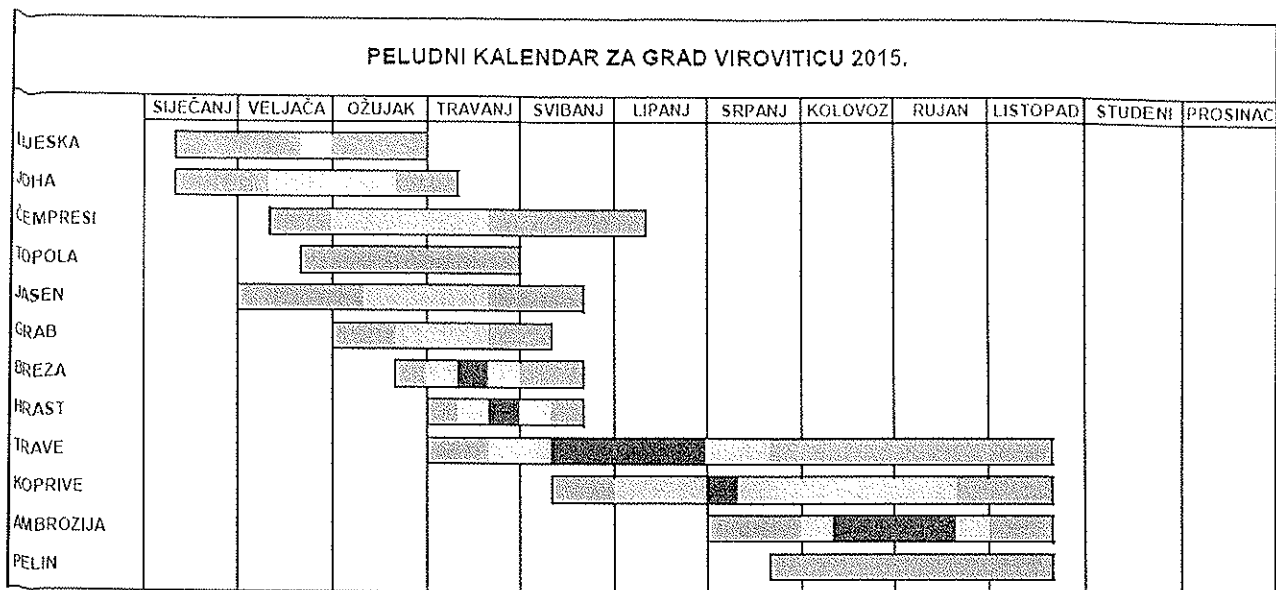 PELUDNI KALENDAR ZA GRAD VIROVITICU 2015.
SIJEČANJ VELJAČA OŽUJAK TRAVANJ SVIBANJ LIPANJ SRPANJ KOLOVOZ RUJAN LISTOPAD STUDENI PROSINAC
LIJESKA
JOHA
ČEMPRESI
TOPOLA
JASEN
GRAB
BREZA
HRAST
TRAVE
KOPRIVE
AMBROZIJA
PELIN